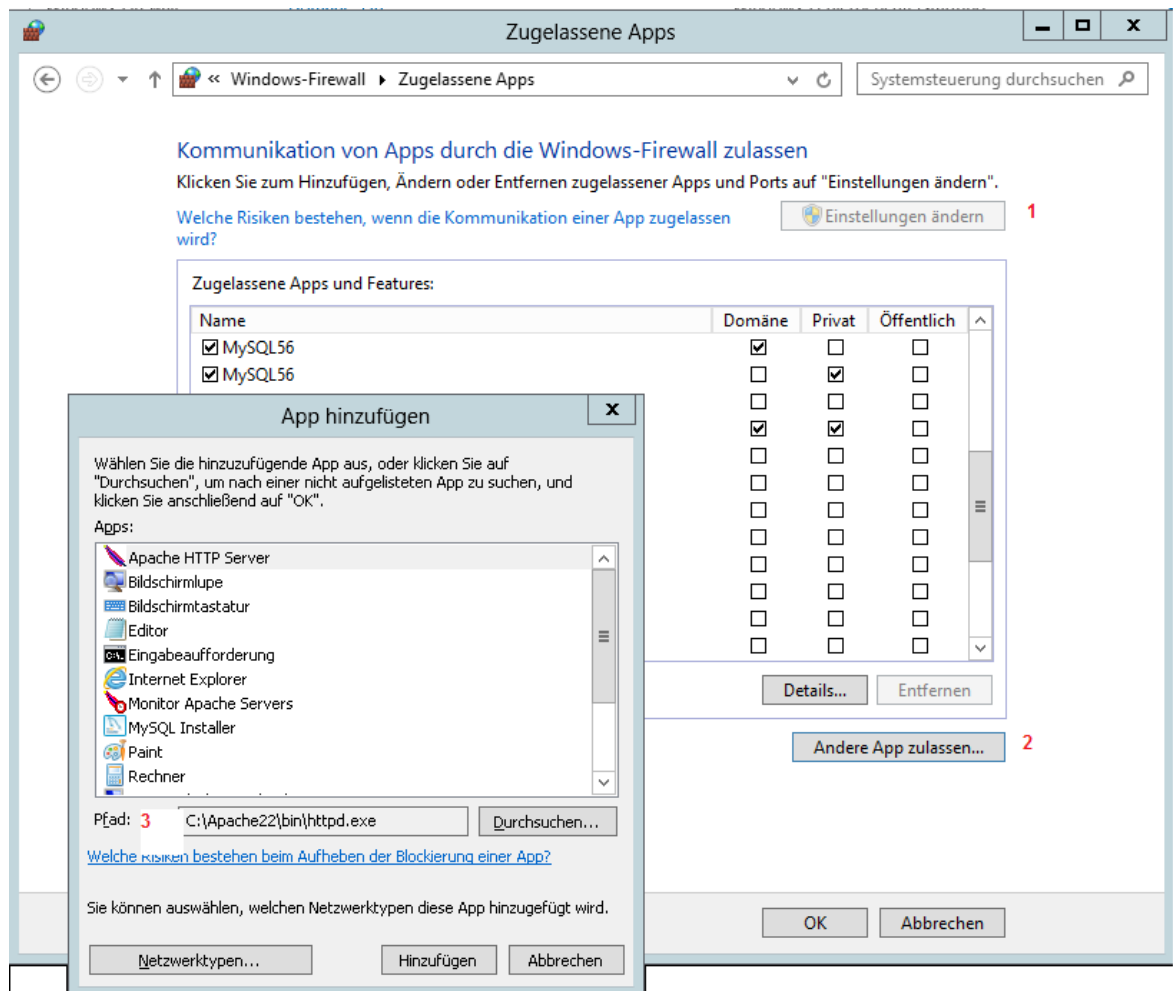 Zugelassene Apps
« Windows-Firewall Zugelassene Apps
Systemsteuerung durchsuchen
Kommunikation von Apps durch die Windows-Firewall zulassen
Klicken Sie zum Hinzufügen, Ändern oder Entfernen zugelassener Apps und Ports auf "Einstellungen ändern".
Welche Risiken bestehen, wenn die Kommunikation einer App zugelassen
wird?
Einstellungen ändern 1
Zugelassene Apps und Features:
Name Domäne Privat Öffentlich
MySQL56
MySQL56
Details... Entfernen
Andere App zulassen... 2
OK Abbrechen
App hinzufügen
Wählen Sie die hinzuzufügende App aus, oder klicken Sie auf
"Durchsuchen", um nach einer nicht aufgelisteten App zu suchen, und
klicken Sie anschließend auf "OK".
Apps:
Apache HTTP Server
Bildschirmlupe
Bildschirmtastatur
Editor
Eingabeaufforderung
Internet Explorer
Monitor Apache Servers
MySQL Installer
Paint
Rechner
Pfad: 3 C:\Apache22\bin\httpd.exe Durchsuchen...
Welche Risiken bestehen beim Aufheben der Blockierung einer App?
Sie können auswählen, welchen Netzwerktypen diese App hinzugefügt wird.
Netzwerktypen... Hinzufügen Abbrechen